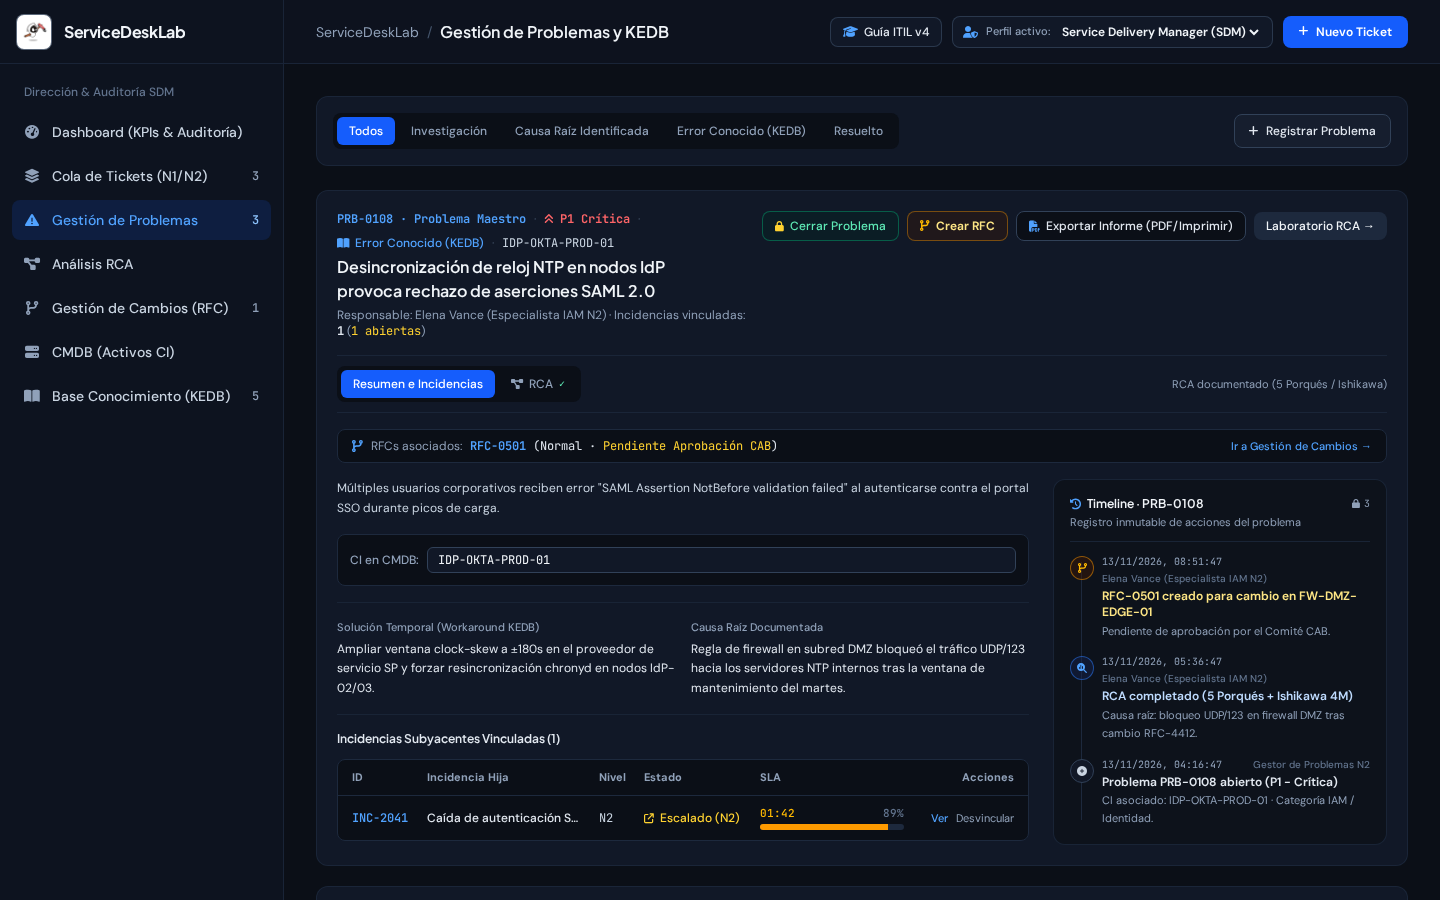 ServiceDeskLab
Dirección & Auditoría SDM
Dashboard (KPIs & Auditoría)
Cola de Tickets (N1/N2) 3
Gestión de Problemas 3
Análisis RCA
Gestión de Cambios (RFC) 1
CMDB (Activos CI)
Base Conocimiento (KEDB) 5
ServiceDeskLab / Gestión de Problemas y KEDB
Guía ITIL v4
Perfil activo: Service Delivery Manager (SDM)
+ Nuevo Ticket
Todos Investigación Causa Raíz Identificada Error Conocido (KEDB) Resuelto
+ Registrar Problema
PRB-0108 · Problema Maestro · P1 Crítica ·
Error Conocido (KEDB) · IDP-OKTA-PROD-01
Desincronización de reloj NTP en nodos IdP
provoca rechazo de aserciones SAML 2.0
Responsable: Elena Vance (Especialista IAM N2) · Incidencias vinculadas:
1 (1 abiertas)
Cerrar Problema
Crear RFC
Exportar Informe (PDF/Imprimir)
Laboratorio RCA →
Resumen e Incidencias
RCA ✓
RCA documentado (5 Porqués / Ishikawa)
RFCs asociados: RFC-0501 (Normal · Pendiente Aprobación CAB)
Ir a Gestión de Cambios →
Múltiples usuarios corporativos reciben error "SAML Assertion NotBefore validation failed" al autenticarse contra el portal
SSO durante picos de carga.
CI en CMDB: IDP-OKTA-PROD-01
Solución Temporal (Workaround KEDB)
Ampliar ventana clock-skew a ±180s en el proveedor de
servicio SP y forzar resincronización chronyd en nodos IdP-
02/03.
Causa Raíz Documentada
Regla de firewall en subred DMZ bloqueó el tráfico UDP/123
hacia los servidores NTP internos tras la ventana de
mantenimiento del martes.
Incidencias Subyacentes Vinculadas (1)
ID Incidencia Hija Nivel Estado SLA Acciones
INC-2041 Caída de autenticación S... N2 Escalado (N2) 01:42 89% Ver Desvincular
Timeline · PRB-0108 3
Registro inmutable de acciones del problema
13/11/2026, 08:51:47
Elena Vance (Especialista IAM N2)
RFC-0501 creado para cambio en FW-DMZ-
EDGE-01
Pendiente de aprobación por el Comité CAB.
13/11/2026, 05:36:47
Elena Vance (Especialista IAM N2)
RCA completado (5 Porqués + Ishikawa 4M)
Causa raíz: bloqueo UDP/123 en firewall DMZ tras
cambio RFC-4412.
13/11/2026, 04:16:47 Gestor de Problemas N2
Problema PRB-0108 abierto (P1 - Crítica)
CI asociado: IDP-OKTA-PROD-01 · Categoría IAM /
Identidad.